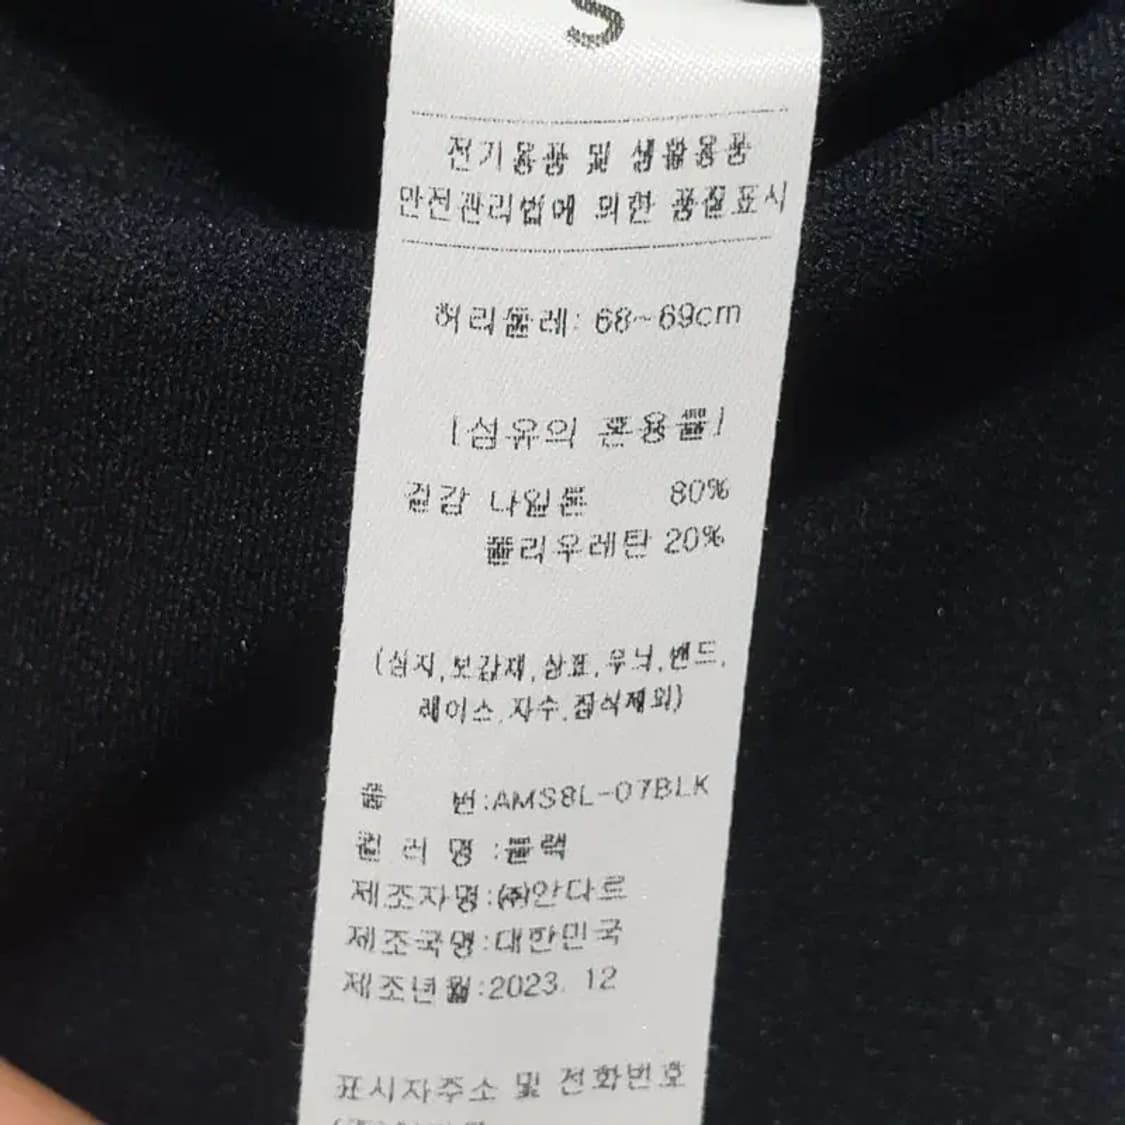 S
전기용품 및 생활용품
안전관리법에 의한 품질표시
허리둘레: 68~69cm
[섬유의 혼용률]
겉감 나일론 80%
폴리우레탄 20%
(심지,보강재,상표,무늬,밴드,
레이스,자수,장식제외)
품 번:AMS8L-07BLK
컬 러 명 :블랙
제조자명:㈜안다르
제조국명:대한민국
제조년월:2023. 12
표시자주소 및 전화번호